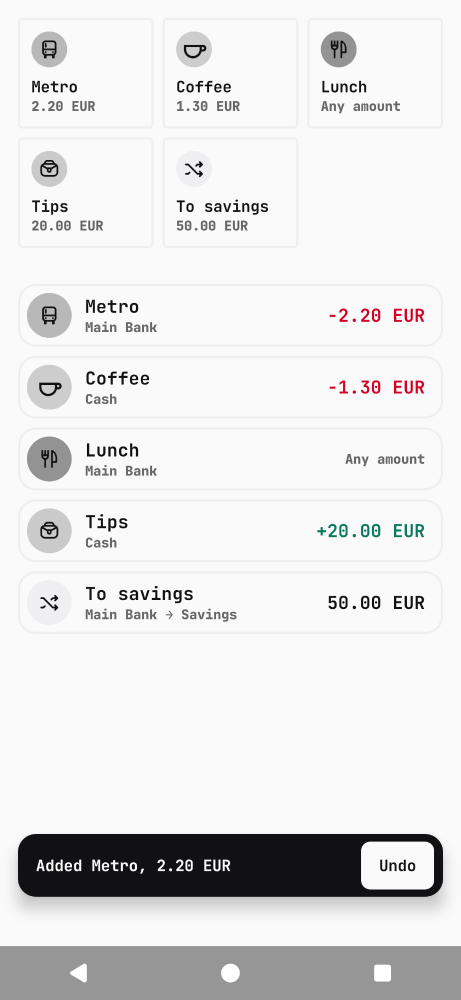 Metro
2.20 EUR
Coffee
1.30 EUR
Lunch
Any amount
Tips
20.00 EUR
To savings
50.00 EUR
Metro
Main Bank
-2.20 EUR
Coffee
Cash
-1.30 EUR
Lunch
Main Bank
Any amount
Tips
Cash
+20.00 EUR
To savings
Main Bank → Savings
50.00 EUR
Added Metro, 2.20 EUR
Undo